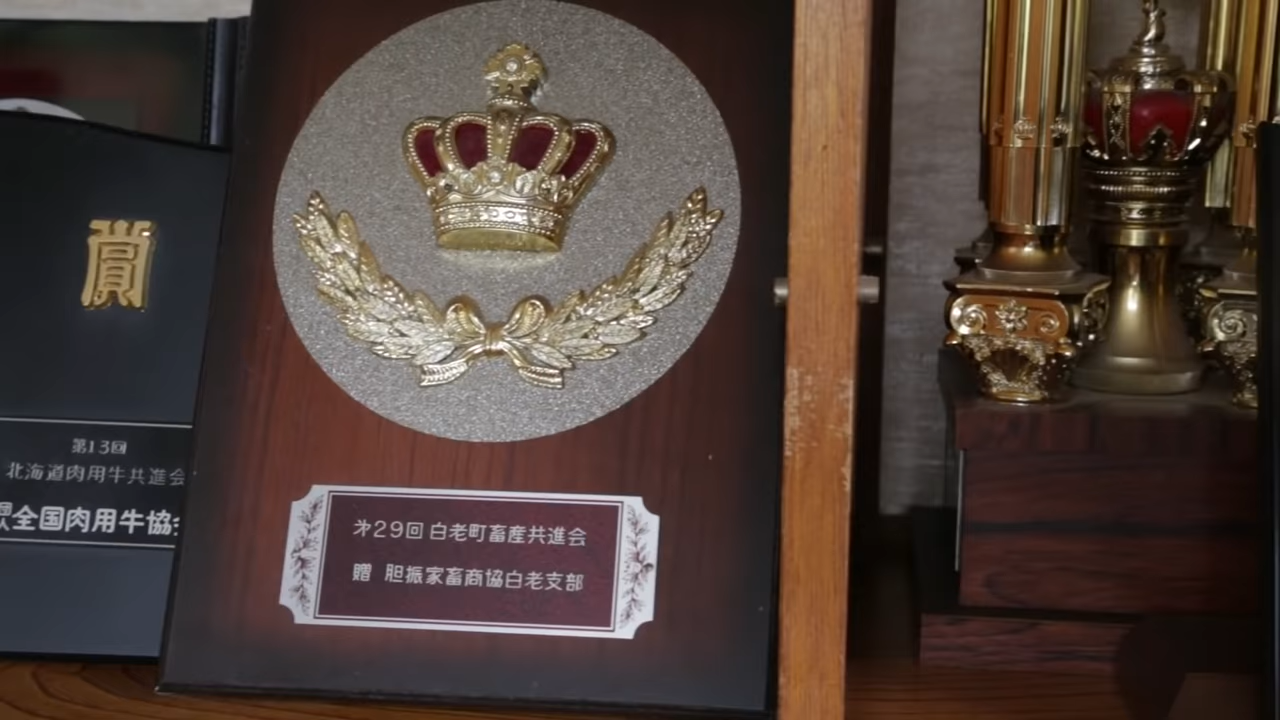 賞
第13回
北海道肉用牛共進会
全国肉用牛協会
第29回 白老町畜産共進会
贈 胆振家畜商協白老支部